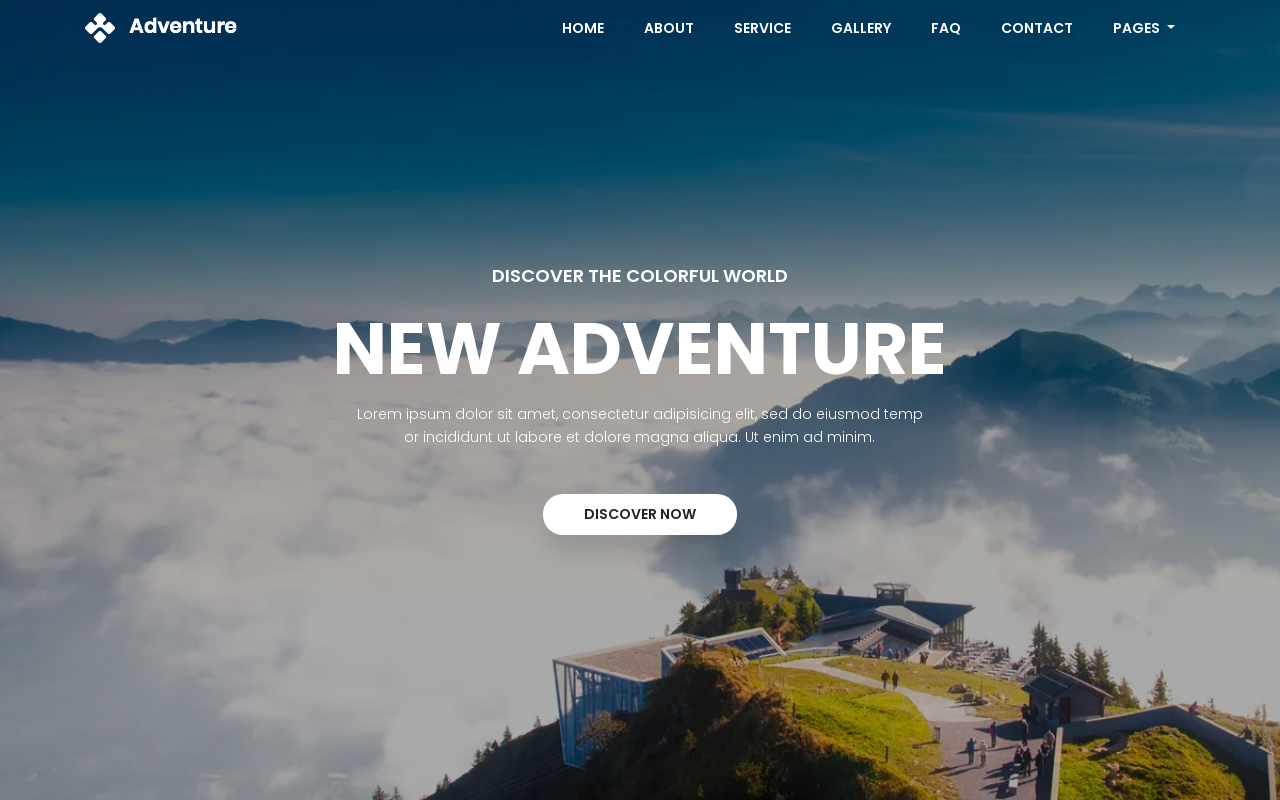 Adventure
HOME ABOUT SERVICE GALLERY FAQ CONTACT PAGES
DISCOVER THE COLORFUL WORLD
NEW ADVENTURE
Lorem ipsum dolor sit amet, consectetur adipisicing elit, sed do eiusmod temp
or incididunt ut labore et dolore magna aliqua. Ut enim ad minim.
DISCOVER NOW